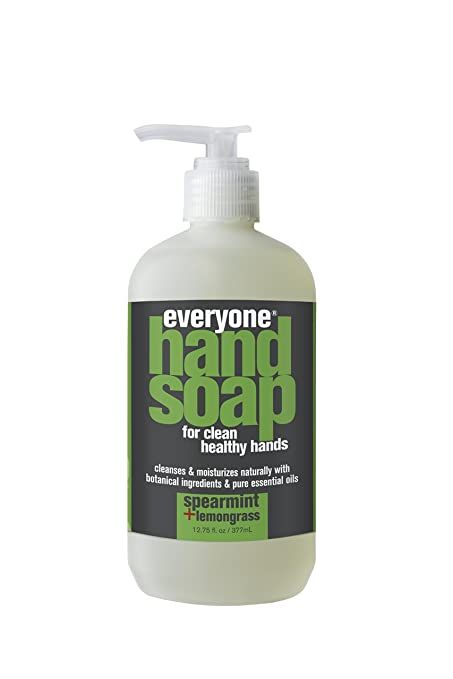 everyone®
hand
soap
for clean
healthy hands
cleanses & moisturizes naturally with
botanical ingredients & pure essential oils
spearmint
+lemongrass
12.75 fl. oz / 377mL